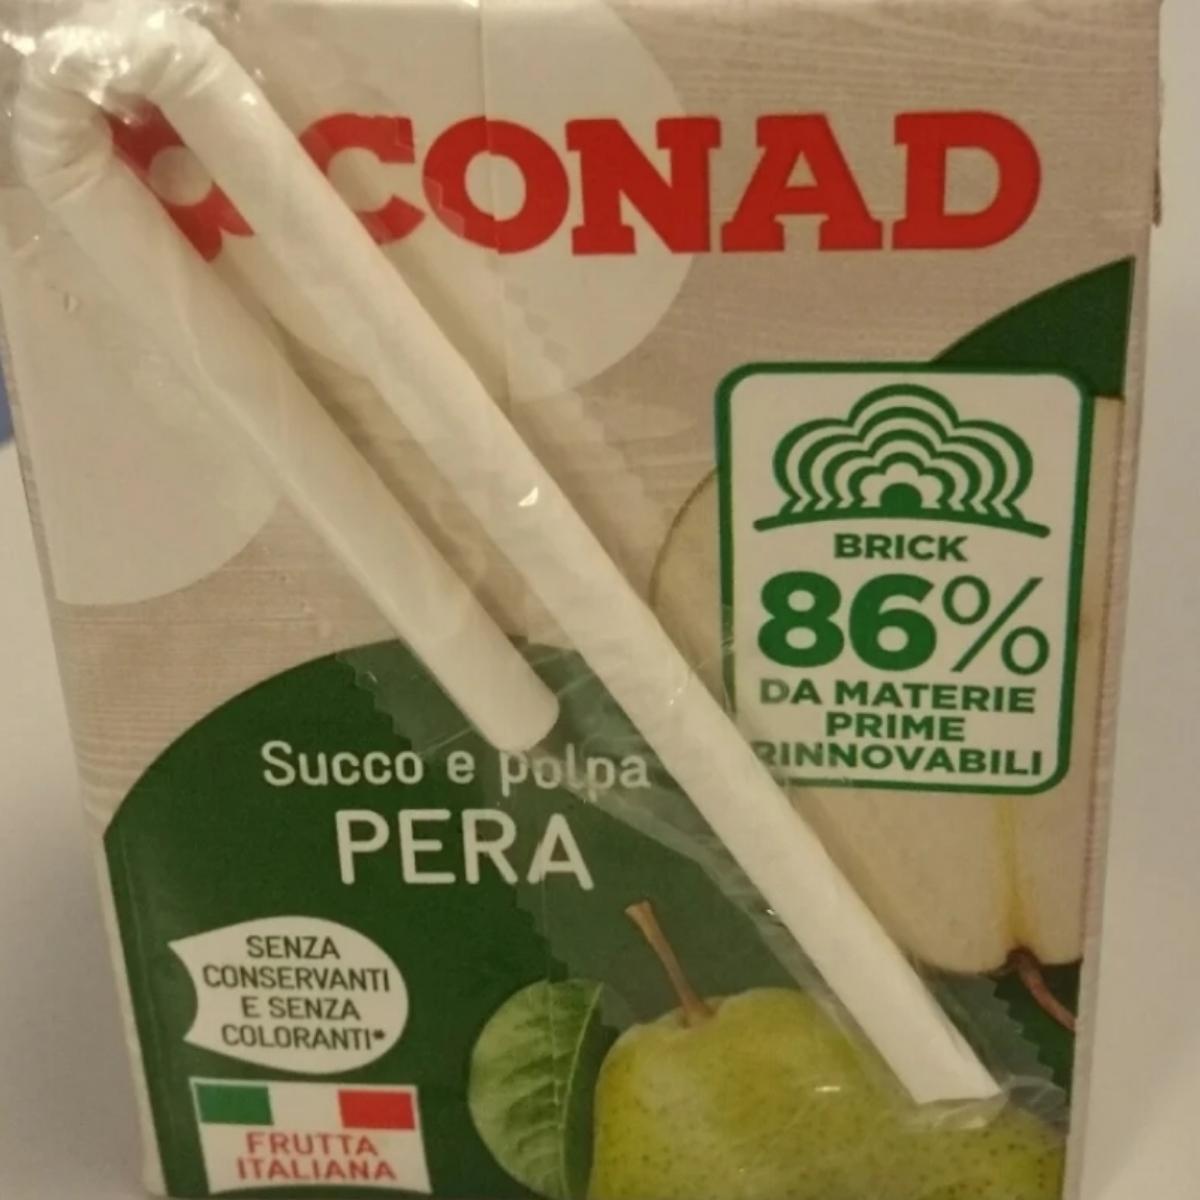 CONAD
BRICK
86%
DA MATERIE
PRIME
RINNOVABILI
Succo e polpa
PERA
SENZA
CONSERVANTI
E SENZA
COLORANTI*
FRUTTA
ITALIANA